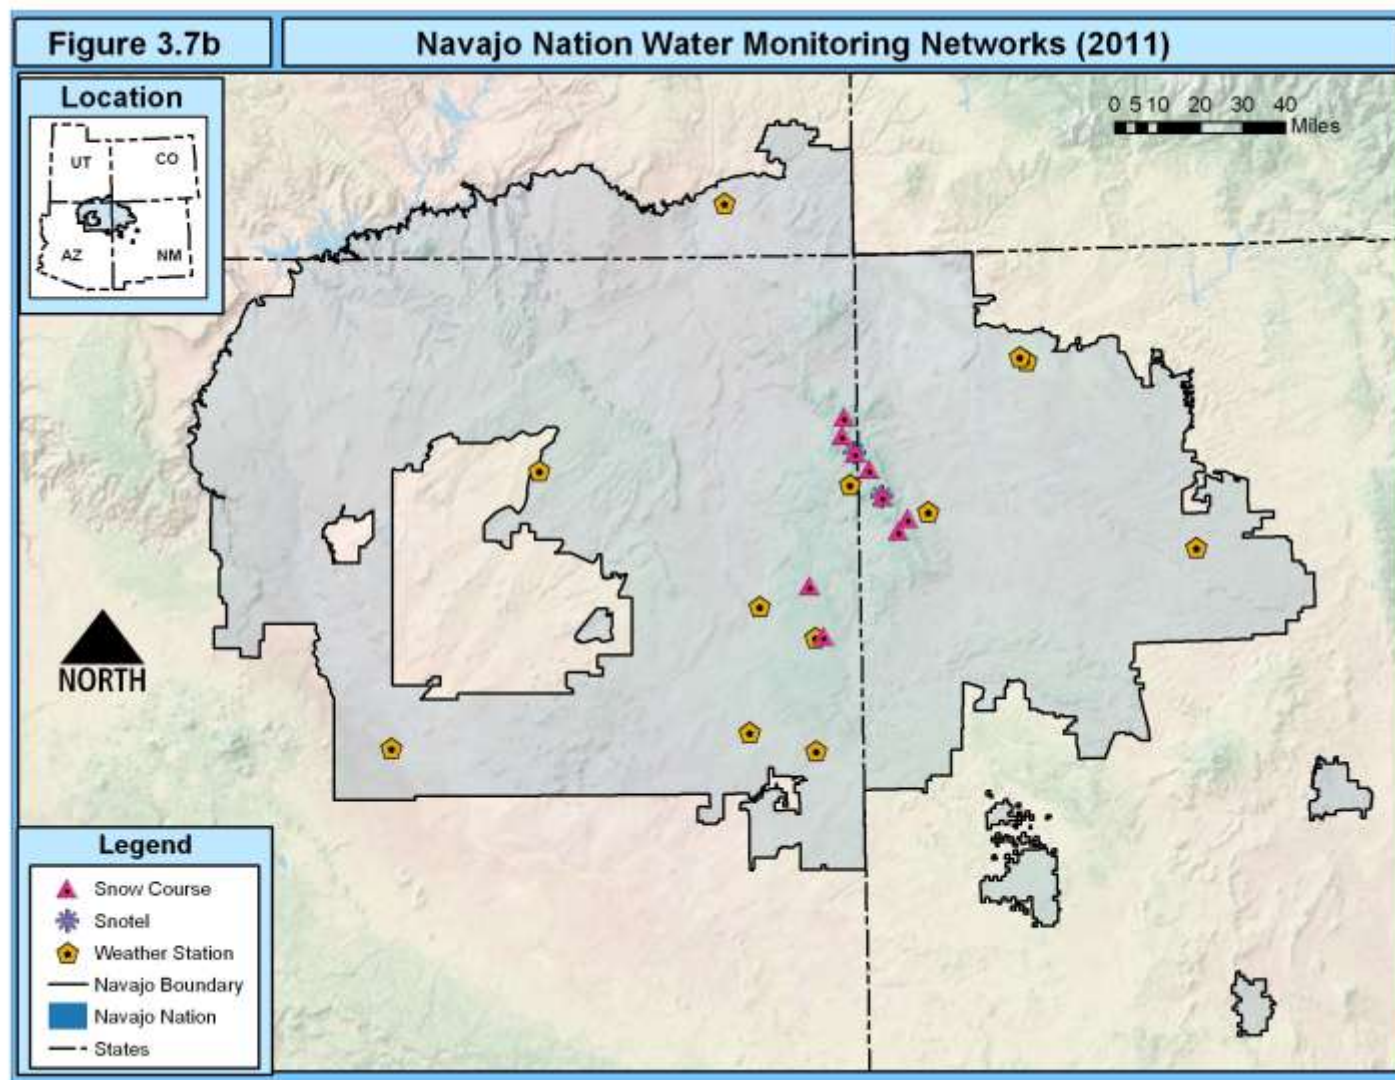 Figure 3.7b
Navajo Nation Water Monitoring Networks (2011)
Location
UT
CO
AZ
NM
0 5 10 20 30 40
Miles
NORTH
Legend
Snow Course
Snotel
Weather Station
Navajo Boundary
Navajo Nation
States